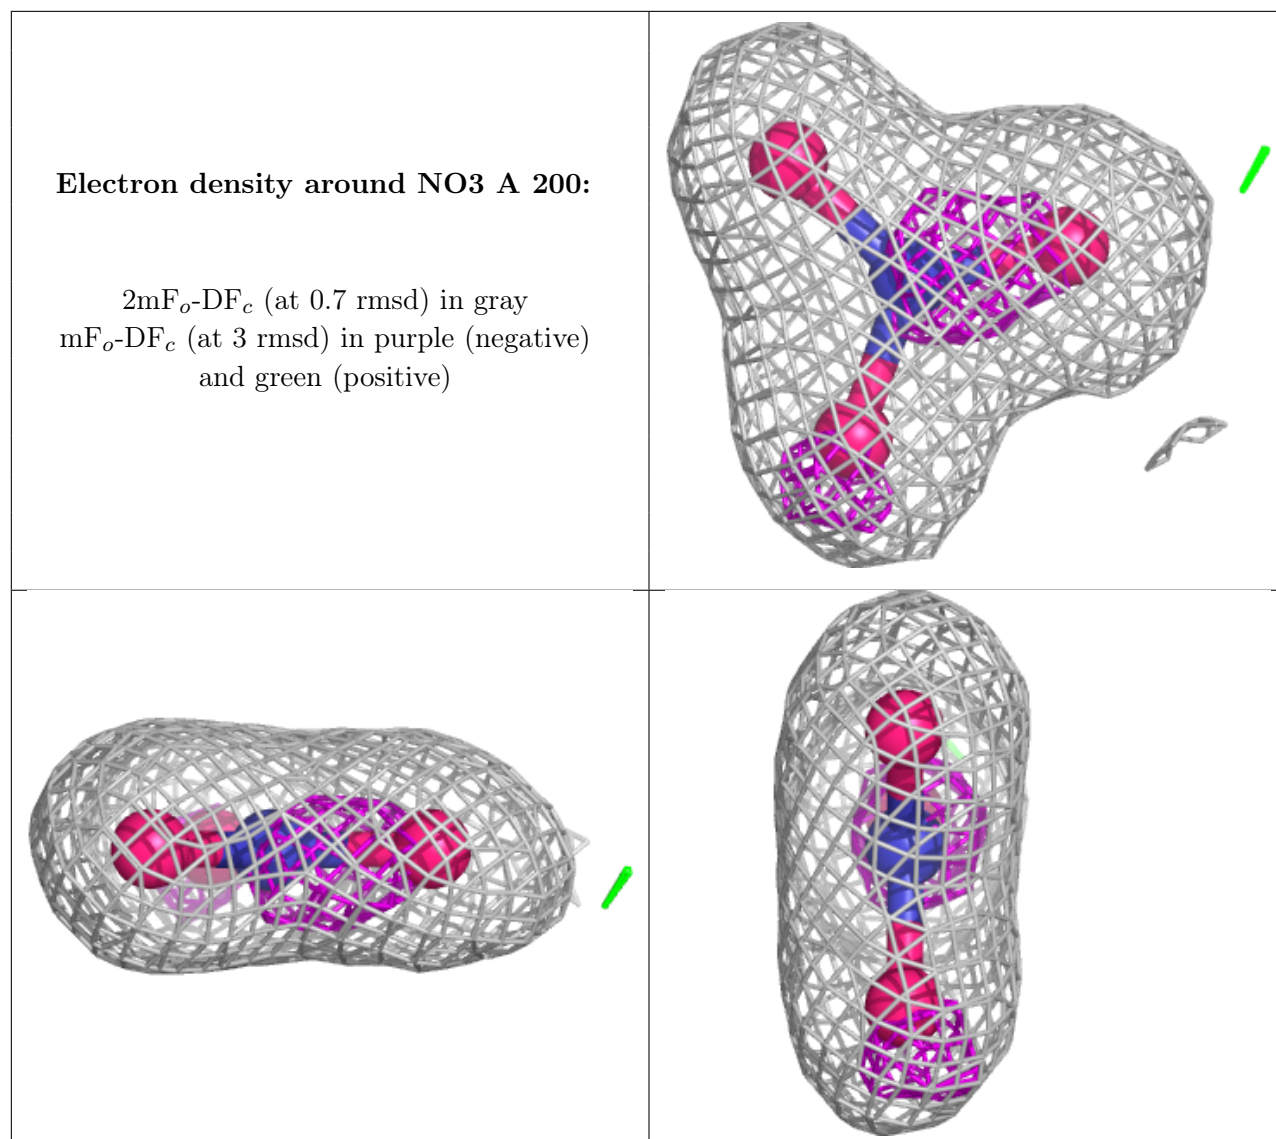 Electron density around NO3 A 200:
2mFo-DFc (at 0.7 rmsd) in gray
mFo-DFc (at 3 rmsd) in purple (negative)
and green (positive)